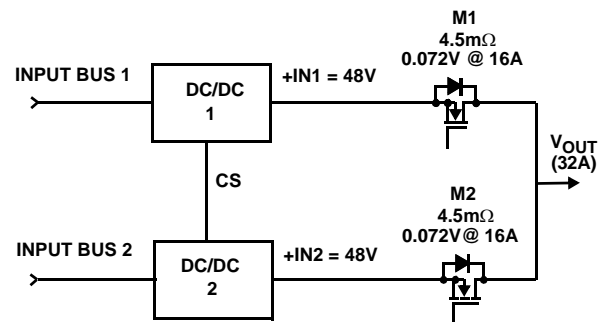 M1
4.5mΩ
0.072V @ 16A
INPUT BUS 1
DC/DC
1
+IN1 = 48V
VOUT
(32A)
CS
M2
4.5mΩ
0.072V @ 16A
INPUT BUS 2
DC/DC
2
+IN2 = 48V